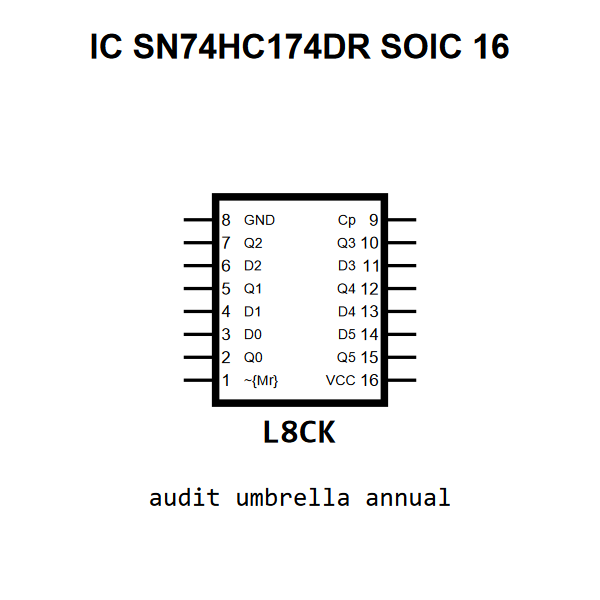 IC SN74HC174DR SOIC 16
8 GND Cp 9
7 Q2 Q3 10
6 D2 D3 11
5 Q1 Q4 12
4 D1 D4 13
3 D0 D5 14
2 Q0 Q5 15
1 ~{Mr} VCC 16
L8CK
audit umbrella annual